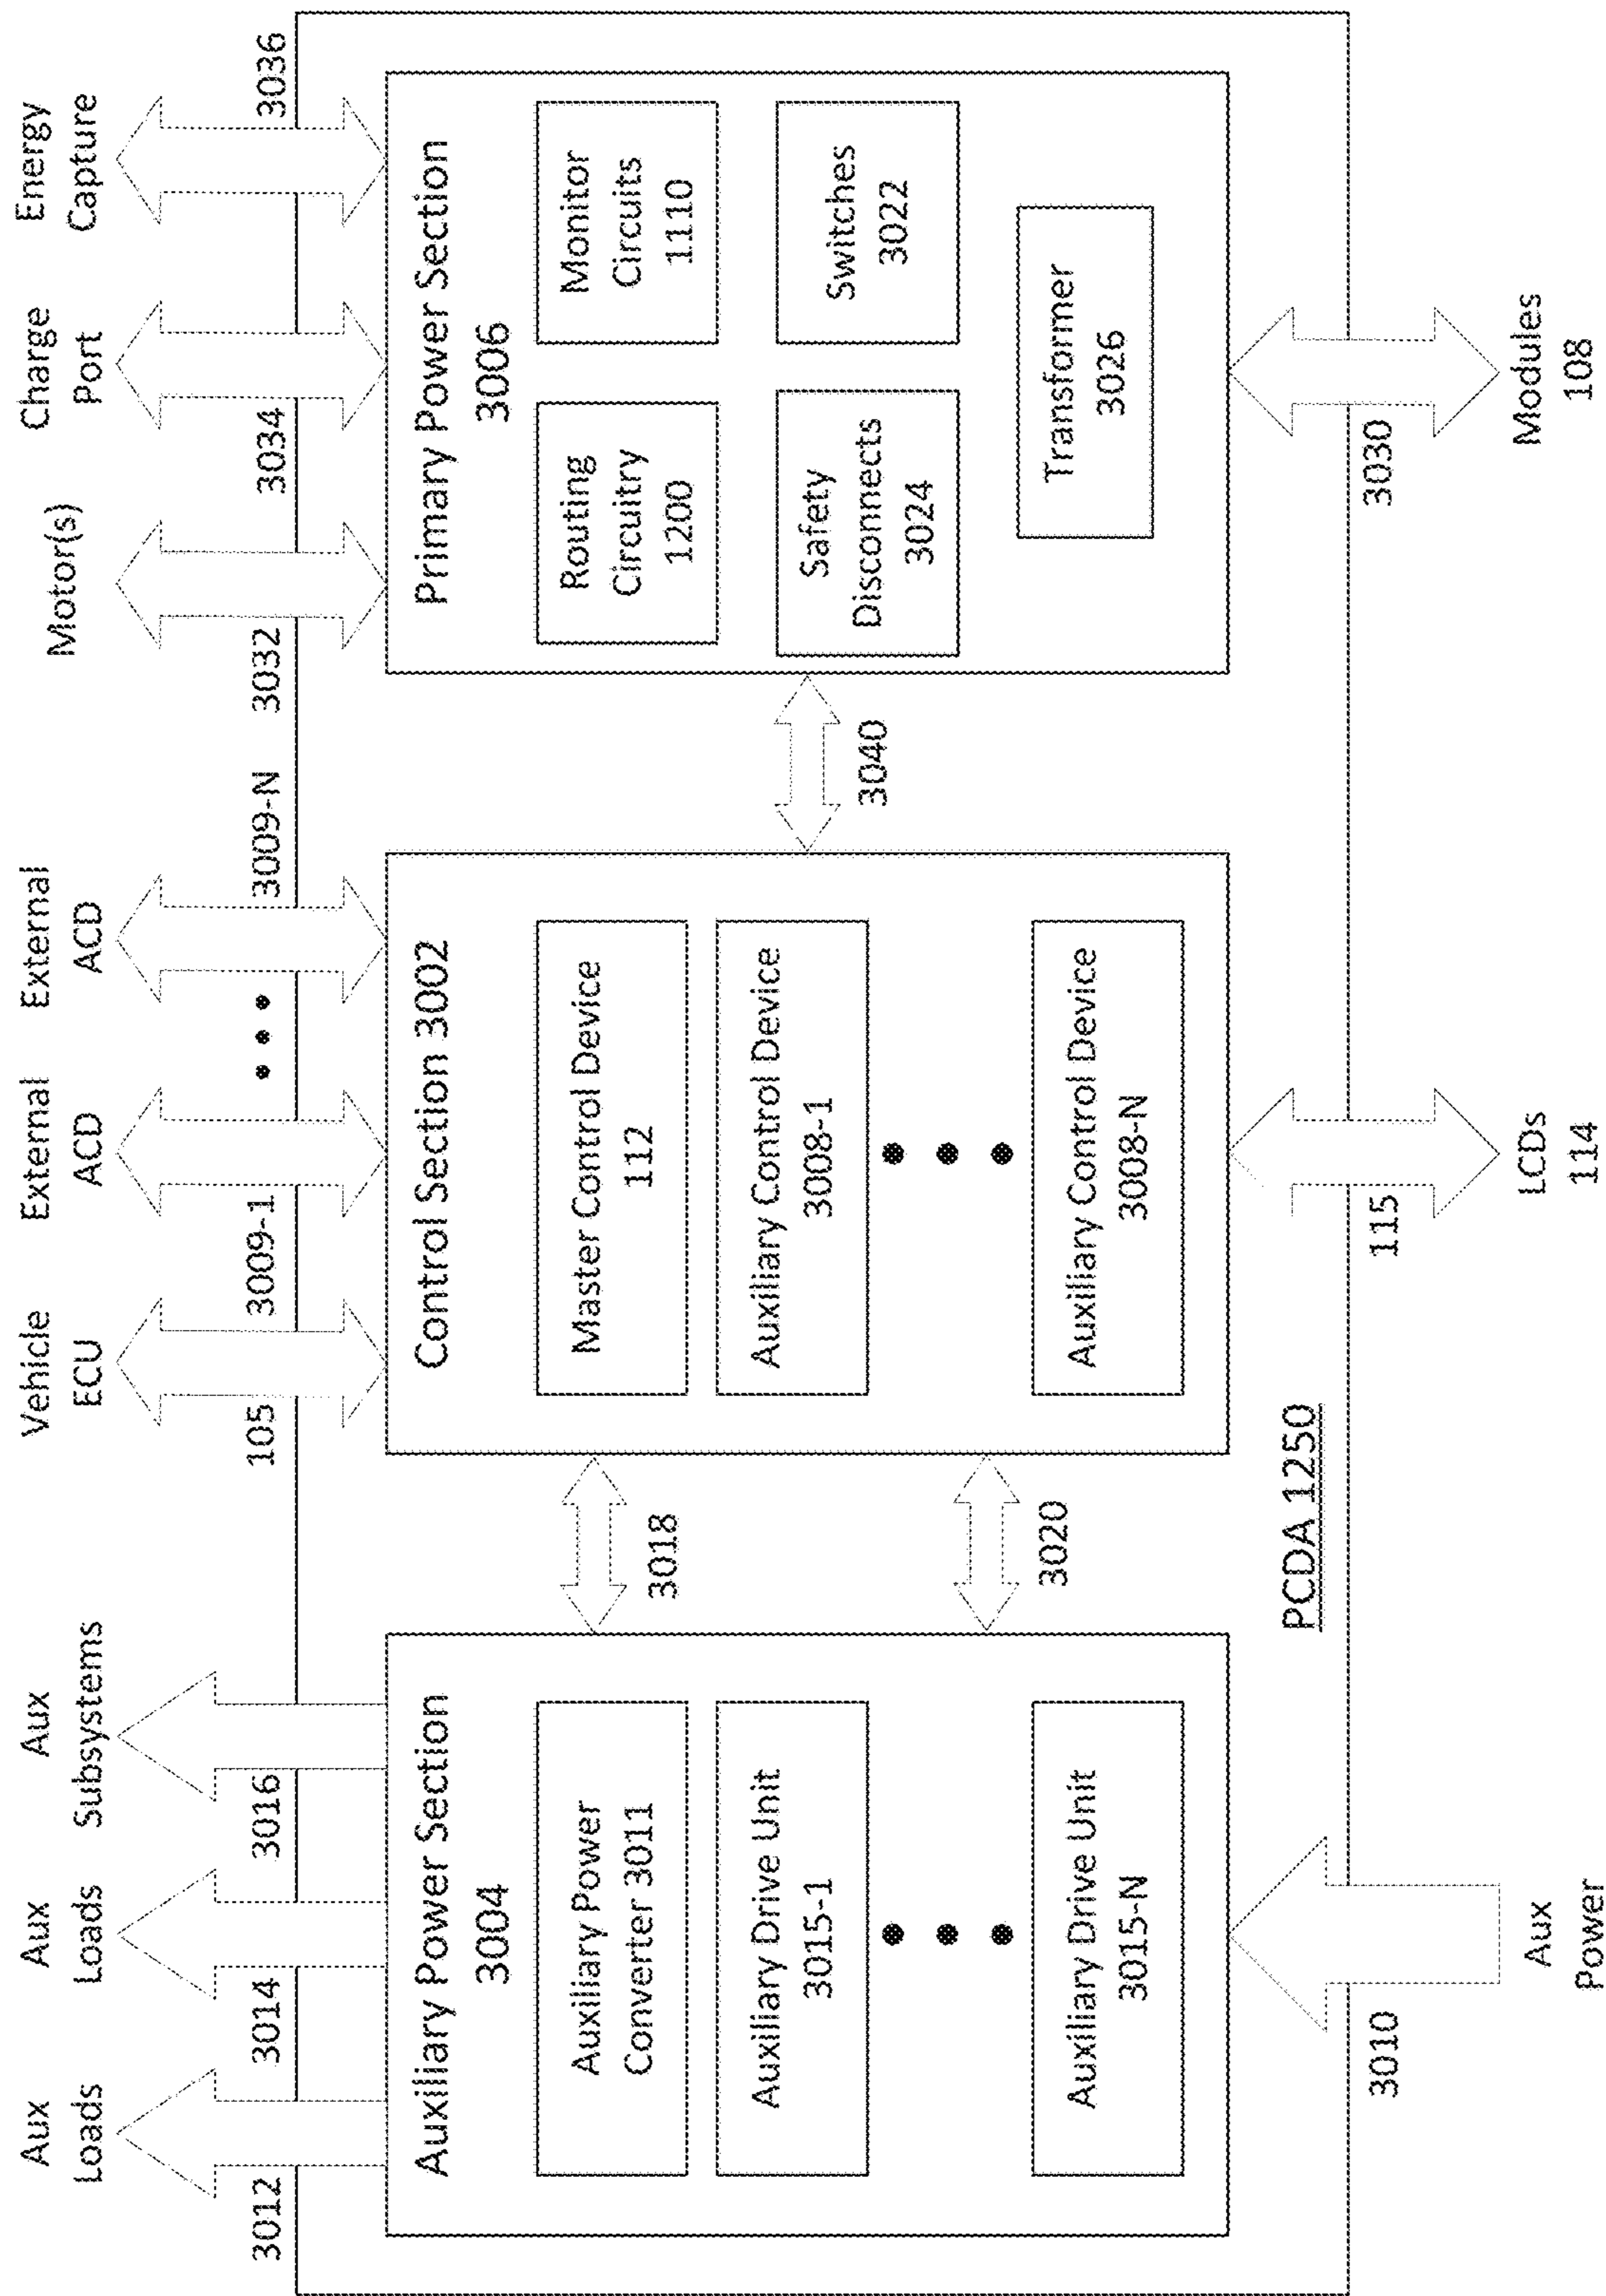 Aux
Loads
Aux
Loads
Aux
Subsystems
Vehicle
ECU
External
ACD
External
ACD
Motor(s)
Charge
Port
Energy
Capture
3012
3014
3016
105
3009-1
3009-N
3032
3034
3036
Auxiliary Power Section
3004
Auxiliary Power
Converter 3011
Auxiliary Drive Unit
3015-1
Auxiliary Drive Unit
3015-N
3018
3020
Control Section 3002
Master Control Device
112
Auxiliary Control Device
3008-1
Auxiliary Control Device
3008-N
3040
Primary Power Section
3006
Routing
Circuitry
1200
Monitor
Circuits
1110
Safety
Disconnects
3024
Switches
3022
Transformer
3026
PCDA 1250
3010
115
3030
Aux
Power
LCDs
114
Modules
108